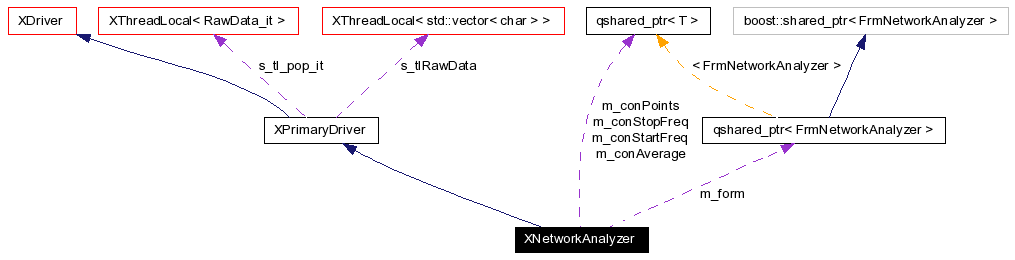 XDriver
XThreadLocal< RawData_it >
XThreadLocal< std::vector< char > >
qshared_ptr< T >
boost::shared_ptr< FrmNetworkAnalyzer >
s_tl_pop_it
s_tlRawData
< FrmNetworkAnalyzer >
m_conPoints
m_conStopFreq
m_conStartFreq
m_conAverage
XPrimaryDriver
qshared_ptr< FrmNetworkAnalyzer >
m_form
XNetworkAnalyzer